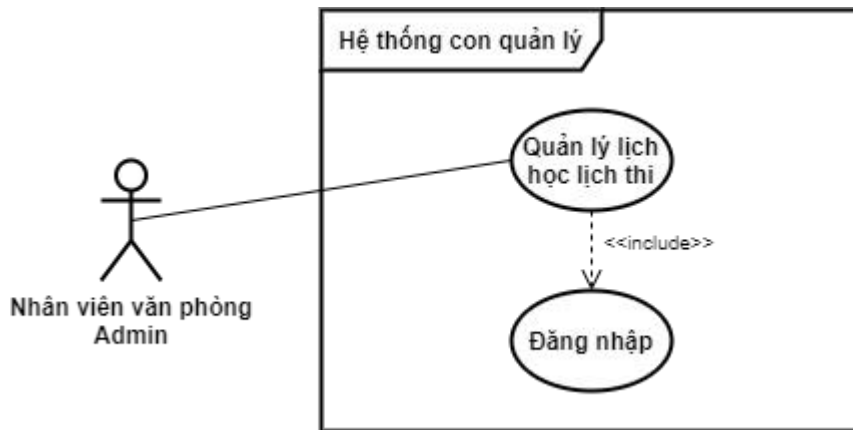 Hệ thống con quản lý
Quản lý lịch
học lịch thi
<<include>>
Nhân viên văn phòng
Admin
Đăng nhập